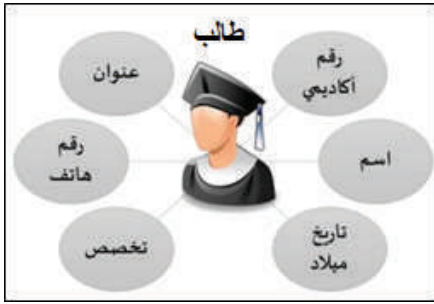 طالب
رقم
أكاديمي
عنوان
اسم
رقم
هاتف
تاريخ
ميلاد
تخصص